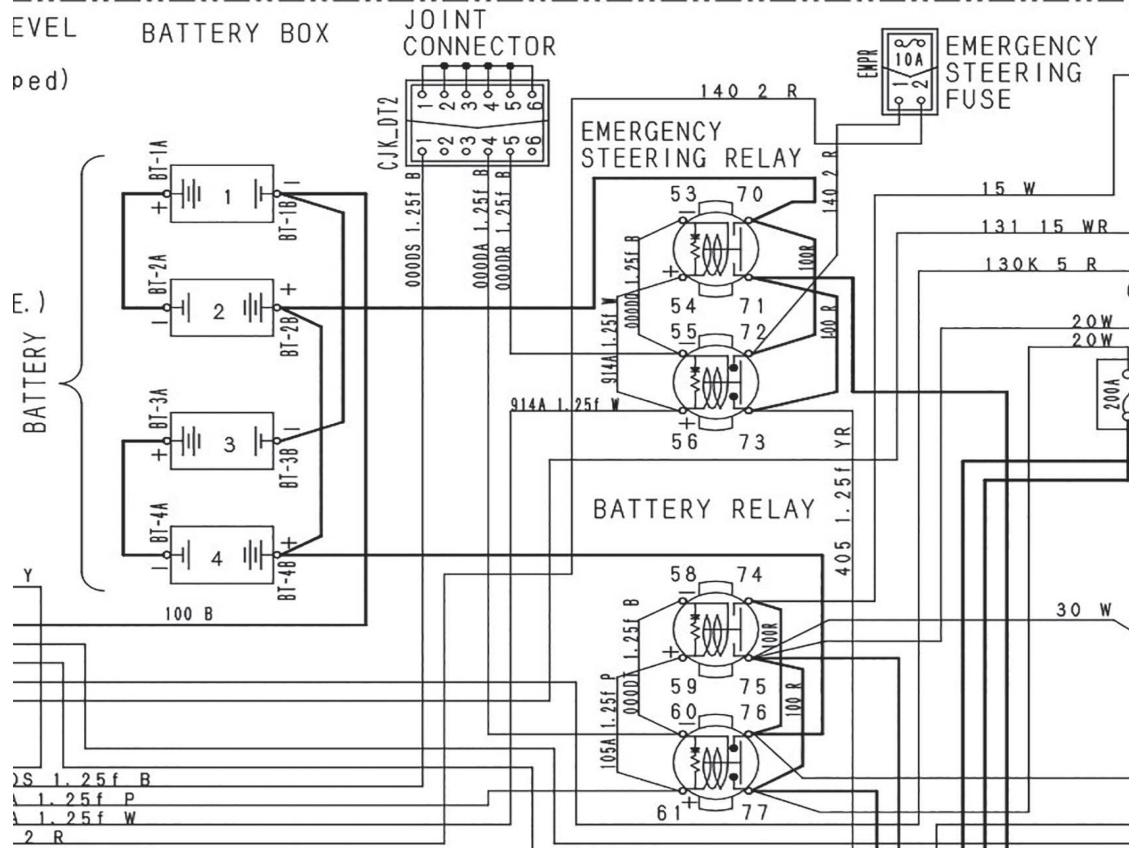 EVEL
BATTERY BOX
JOINT
CONNECTOR
EMERGENCY
STEERING
FUSE
EMPR
10A
1 2
ped)
CJK_DT2
1 2 3 4 5 6
1 2 3 4 5 6
140 2 R
EMERGENCY
STEERING RELAY
140 2 R
BT-1A
1
+
−
BT-1B
000DS 1.25f B
000DA 1.25f B
000DR 1.25f B
53 70
15 W
131 15 WR
130K 5 R
BT-2A
2
−
+
BT-2B
E.)
BATTERY
000DD 1.25f B
100R
54 71
55 72
914A 1.25f W
100 R
20W
20W
200A
BT-3A
3
+
−
BT-3B
914A 1.25f W
56 73
405 1.25f YR
BATTERY RELAY
BT-4A
4
−
+
BT-4B
Y
100 B
58 74
000DT 1.25f B
100R
30 W
59 75
60 76
105A 1.25f P
100 R
61 77
DS 1.25f B
A 1.25f P
A 1.25f W
2 R